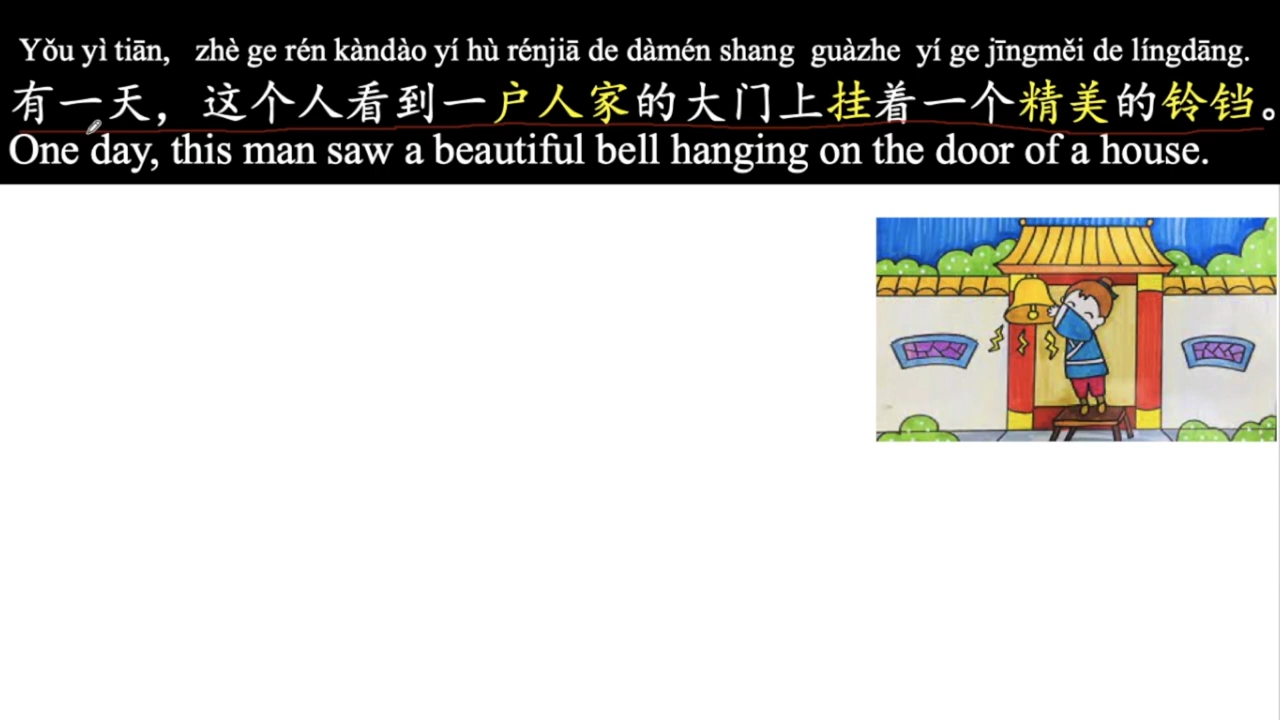 Yǒu yì tiān, zhè ge rén kàndào yí hù rénjiā de dàmén shang guàzhe yí ge jīngměi de língdāng.
有一天，这个人看到一户人家的大门上挂着一个精美的铃铛。
One day, this man saw a beautiful bell hanging on the door of a house.